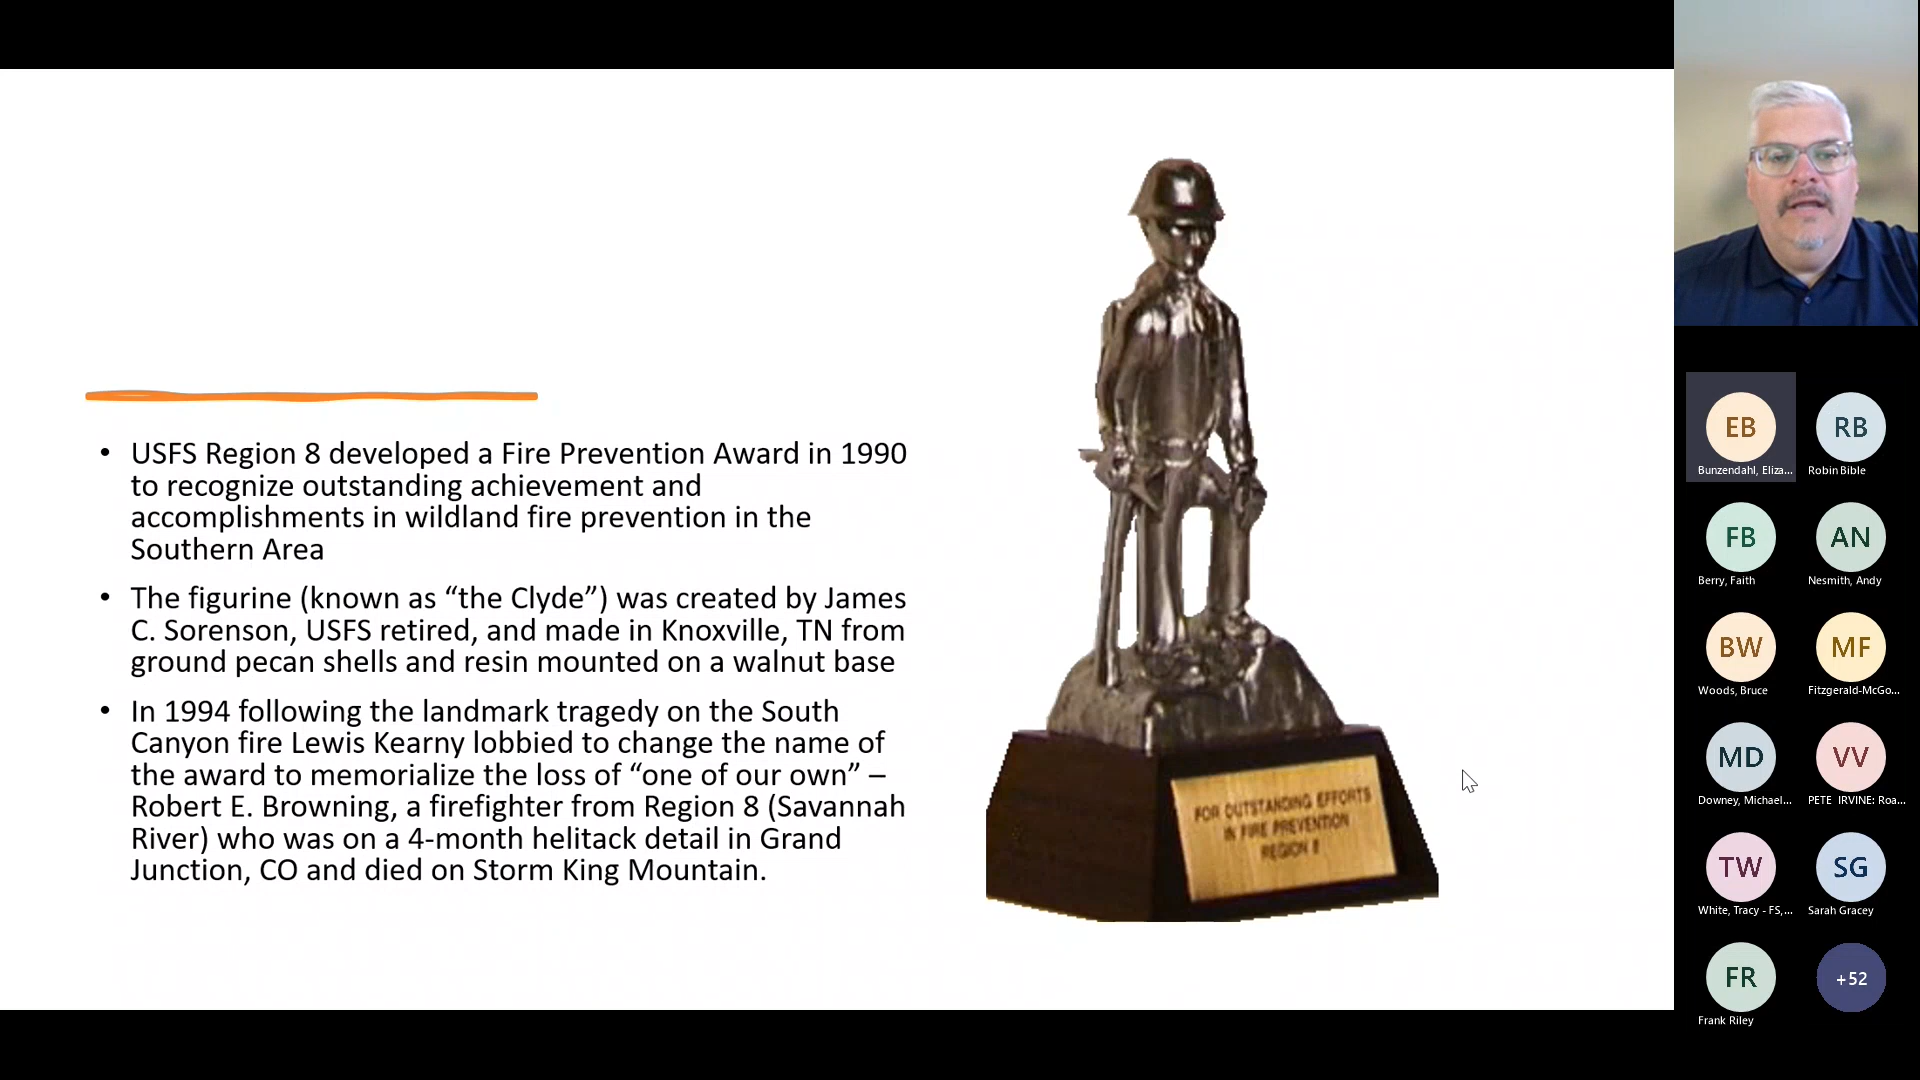 • USFS Region 8 developed a Fire Prevention Award in 1990
to recognize outstanding achievement and
accomplishments in wildland fire prevention in the
Southern Area
• The figurine (known as “the Clyde”) was created by James
C. Sorenson, USFS retired, and made in Knoxville, TN from
ground pecan shells and resin mounted on a walnut base
• In 1994 following the landmark tragedy on the South
Canyon fire Lewis Kearny lobbied to change the name of
the award to memorialize the loss of “one of our own” –
Robert E. Browning, a firefighter from Region 8 (Savannah
River) who was on a 4-month helitack detail in Grand
Junction, CO and died on Storm King Mountain.
FOR OUTSTANDING EFFORTS
IN FIRE PREVENTION
REGION 8
EB
Bunzendahl, Eliza...
RB
Robin Bible
FB
Berry, Faith
AN
Nesmith, Andy
BW
Woods, Bruce
MF
Fitzgerald-McGo...
MD
Downey, Michael...
VV
PETE IRVINE: Roa...
TW
White, Tracy - FS,...
SG
Sarah Gracey
FR
Frank Riley
+52